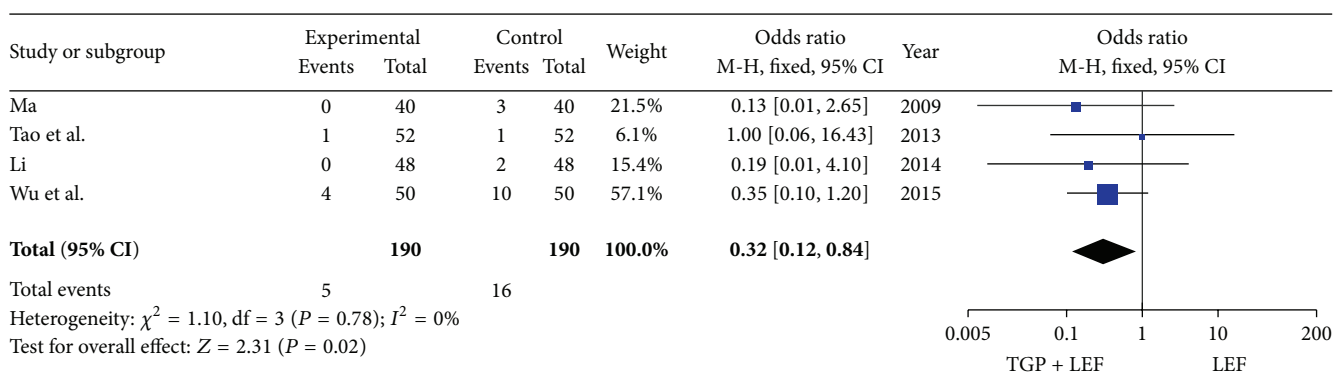 Study or subgroup Experimental Control Weight Odds ratio Year Odds ratio
Events Total Events Total M-H, fixed, 95% CI M-H, fixed, 95% CI
Ma 0 40 3 40 21.5% 0.13 [0.01, 2.65] 2009
Tao et al. 1 52 1 52 6.1% 1.00 [0.06, 16.43] 2013
Li 0 48 2 48 15.4% 0.19 [0.01, 4.10] 2014
Wu et al. 4 50 10 50 57.1% 0.35 [0.10, 1.20] 2015
Total (95% CI) 190 190 100.0% 0.32 [0.12, 0.84]
Total events 5 16
Heterogeneity: χ² = 1.10, df = 3 (P = 0.78); I² = 0%
Test for overall effect: Z = 2.31 (P = 0.02)
0.005 0.1 1 10 200
TGP + LEF LEF